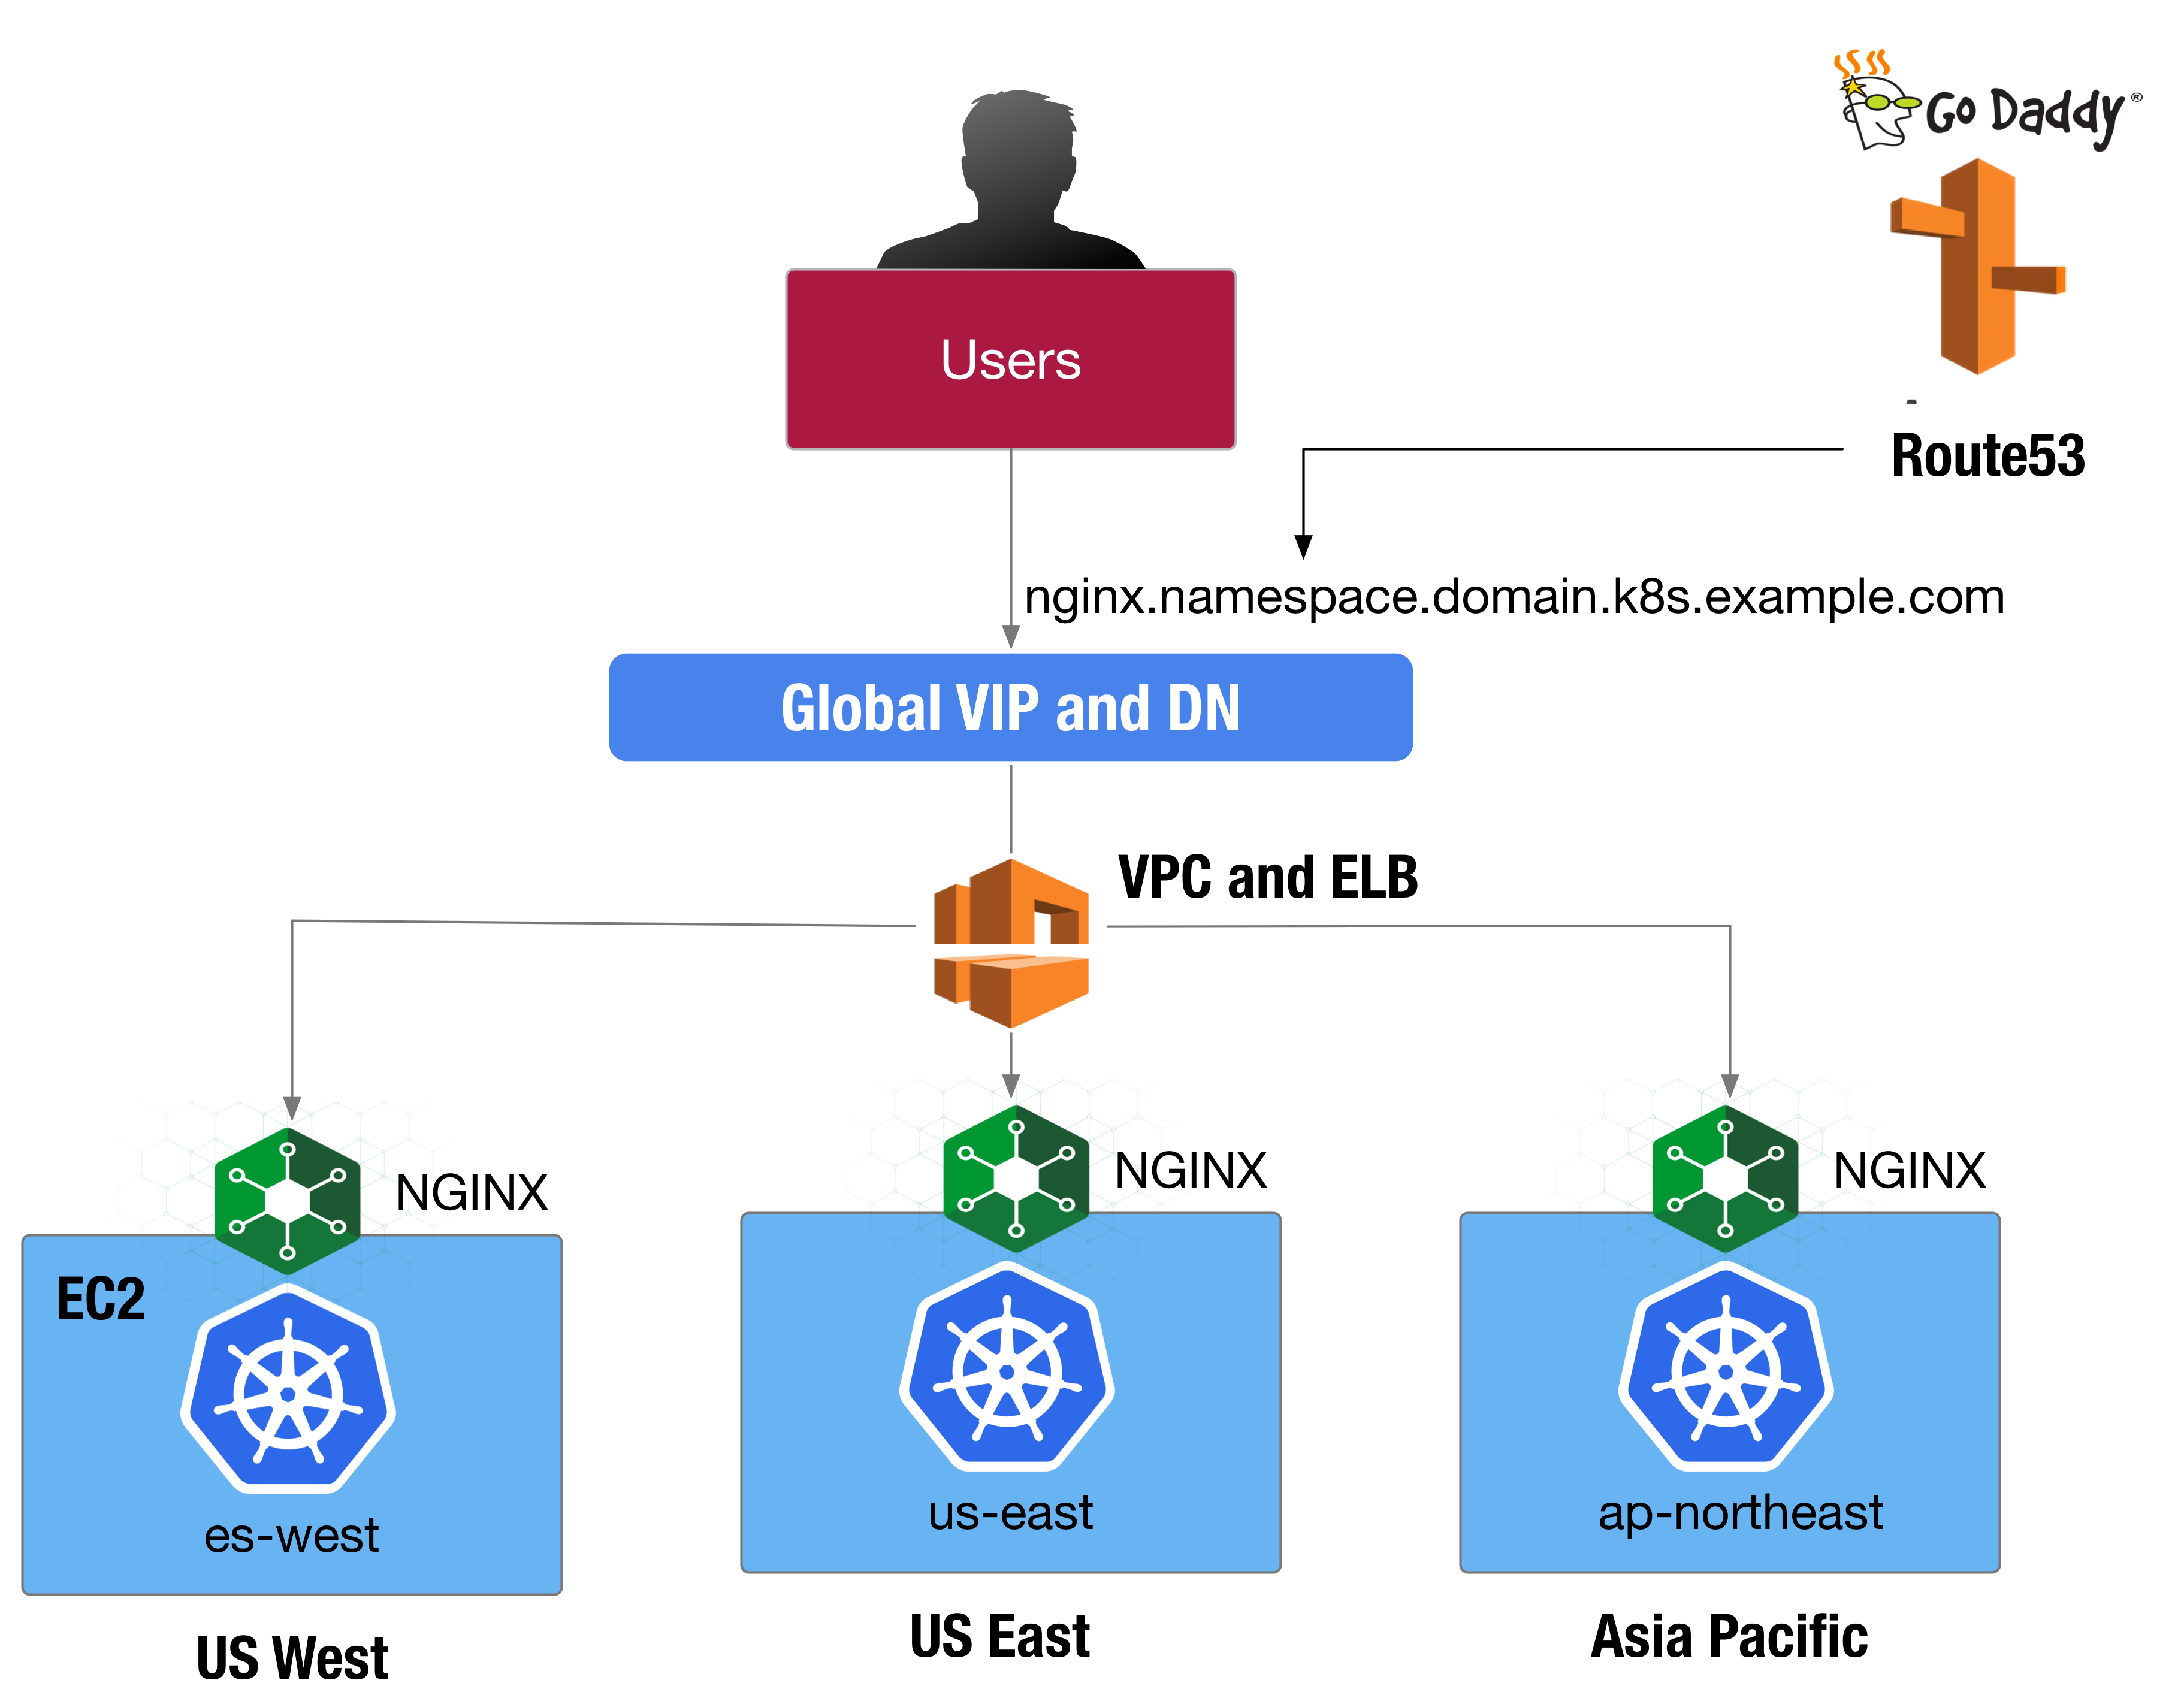 Go Daddy®
Users
Route53
nginx.namespace.domain.k8s.example.com
Global VIP and DN
VPC and ELB
NGINX
NGINX
NGINX
EC2
es-west
us-east
ap-northeast
US West
US East
Asia Pacific